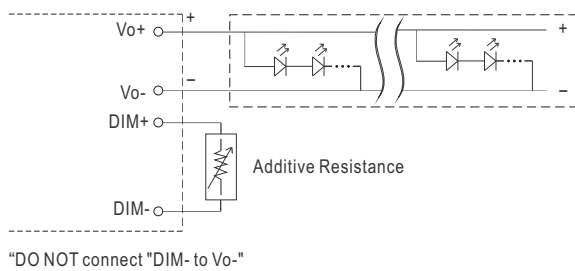 Vo+
+
+
Vo-
−
−
DIM+
Additive Resistance
DIM-
“DO NOT connect "DIM- to Vo-"